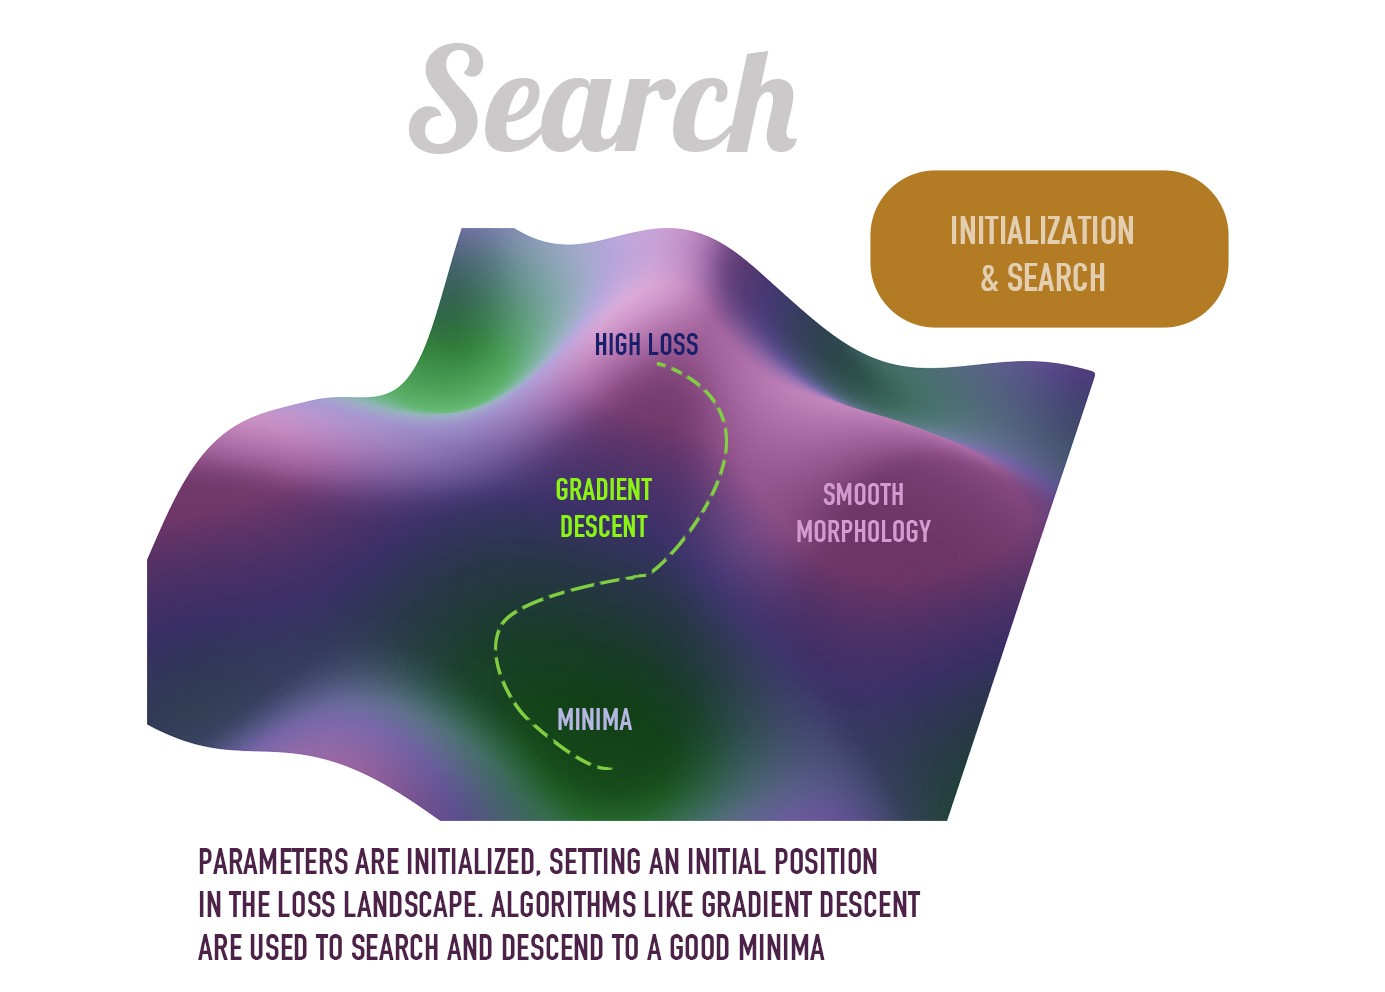 Search
INITIALIZATION
& SEARCH
HIGH LOSS
GRADIENT
DESCENT
SMOOTH
MORPHOLOGY
MINIMA
PARAMETERS ARE INITIALIZED, SETTING AN INITIAL POSITION
IN THE LOSS LANDSCAPE. ALGORITHMS LIKE GRADIENT DESCENT
ARE USED TO SEARCH AND DESCEND TO A GOOD MINIMA